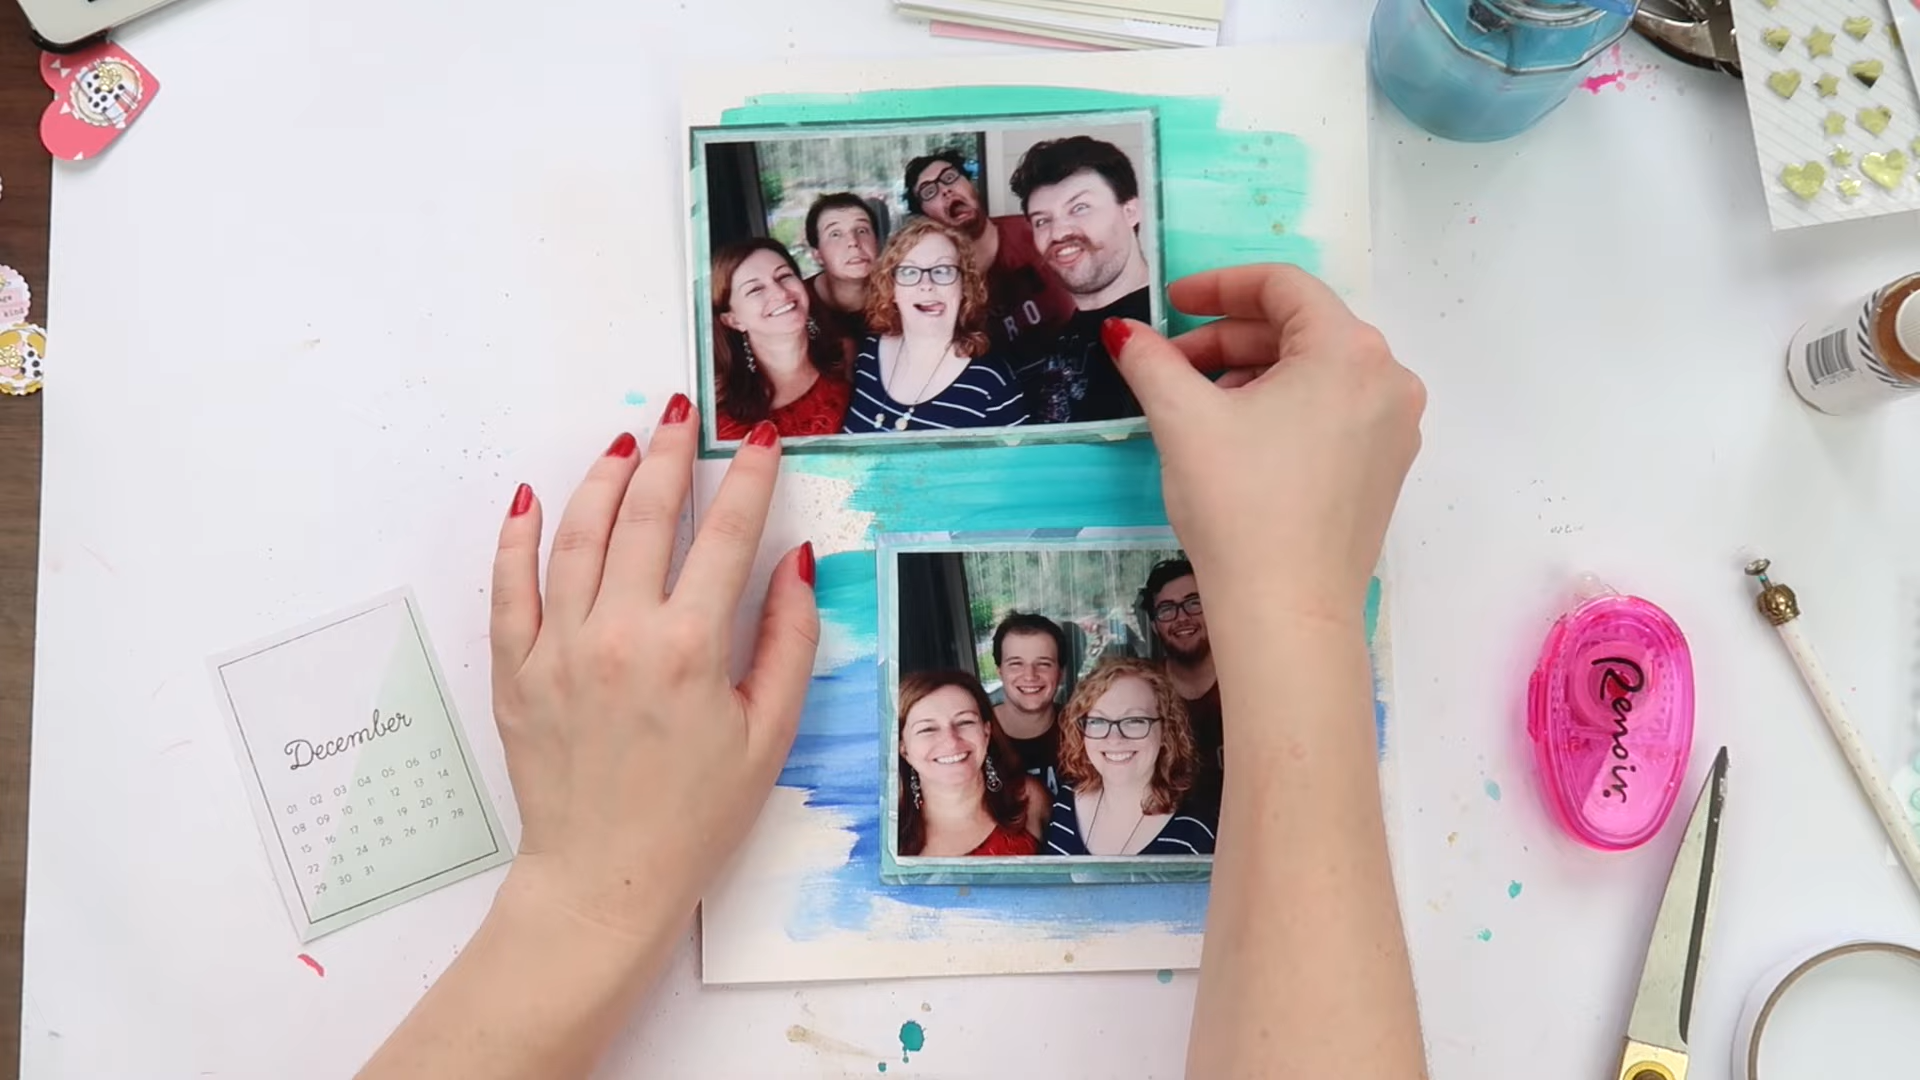 December
01 02 03 04 05 06 07
08 09 10 11 12 13 14
15 16 17 18 19 20 21
22 23 24 25 26 27 28
29 30 31
Renoir.
RO